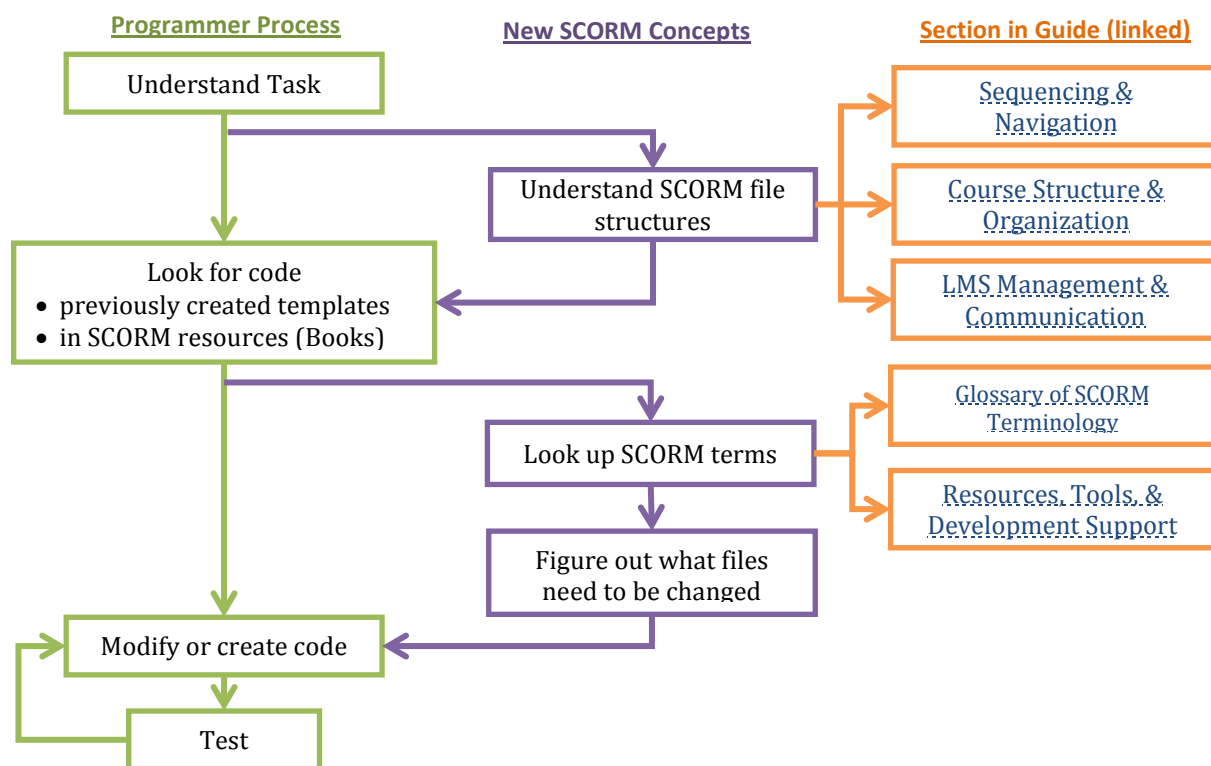 Programmer Process
New SCORM Concepts
Section in Guide (linked)
Understand Task
Sequencing &
Navigation
Understand SCORM file
structures
Course Structure &
Organization
Look for code
• previously created templates
• in SCORM resources (Books)
LMS Management &
Communication
Glossary of SCORM
Terminology
Look up SCORM terms
Resources, Tools, &
Development Support
Figure out what files
need to be changed
Modify or create code
Test